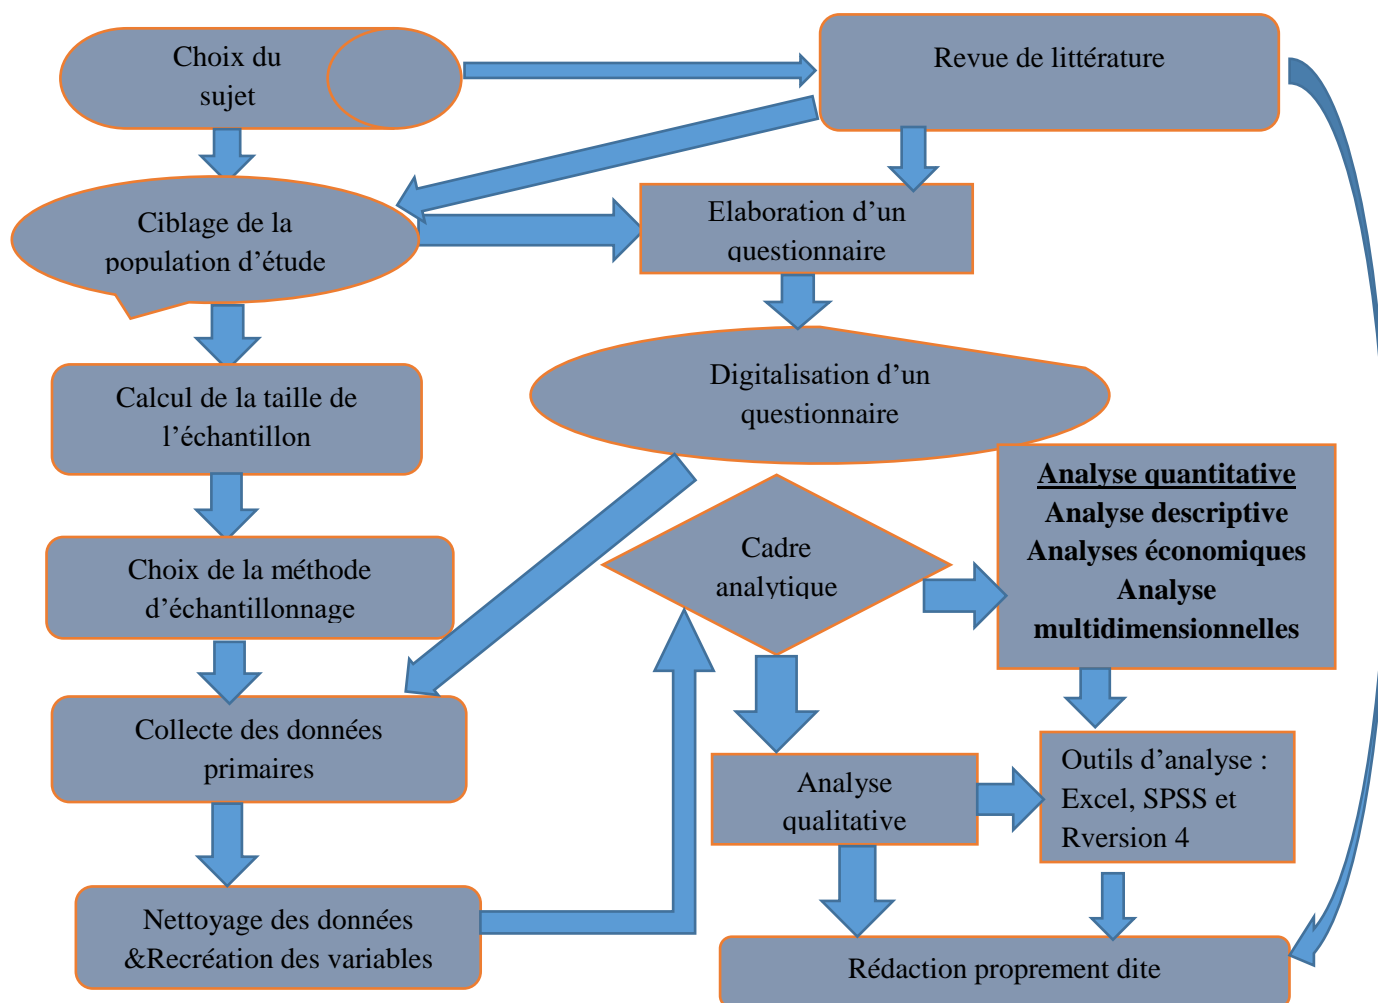 Choix du
sujet
Revue de littérature
Ciblage de la
population d’étude
Elaboration d’un
questionnaire
Calcul de la taille de
l’échantillon
Digitalisation d’un
questionnaire
Choix de la méthode
d’échantillonnage
Cadre
analytique
Analyse quantitative
Analyse descriptive
Analyses économiques
Analyse
multidimensionnelles
Collecte des données
primaires
Analyse
qualitative
Outils d’analyse :
Excel, SPSS et
Rversion 4
Nettoyage des données
&Recréation des variables
Rédaction proprement dite